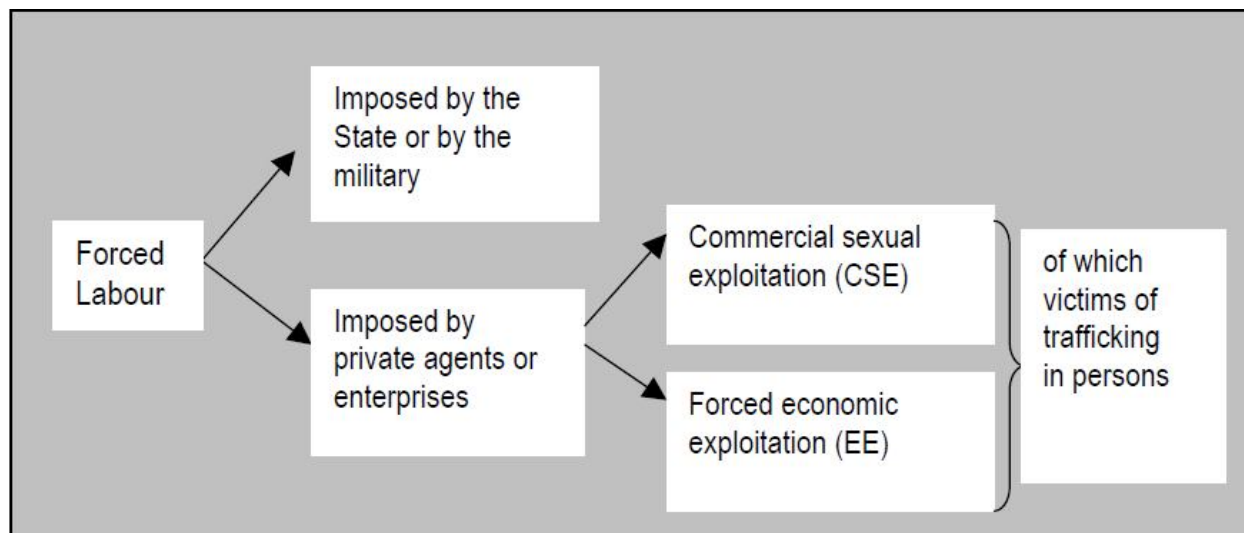 Forced
Labour
Imposed by the
State or by the
military
Imposed by
private agents or
enterprises
Commercial sexual
exploitation (CSE)
Forced economic
exploitation (EE)
of which
victims of
trafficking
in persons